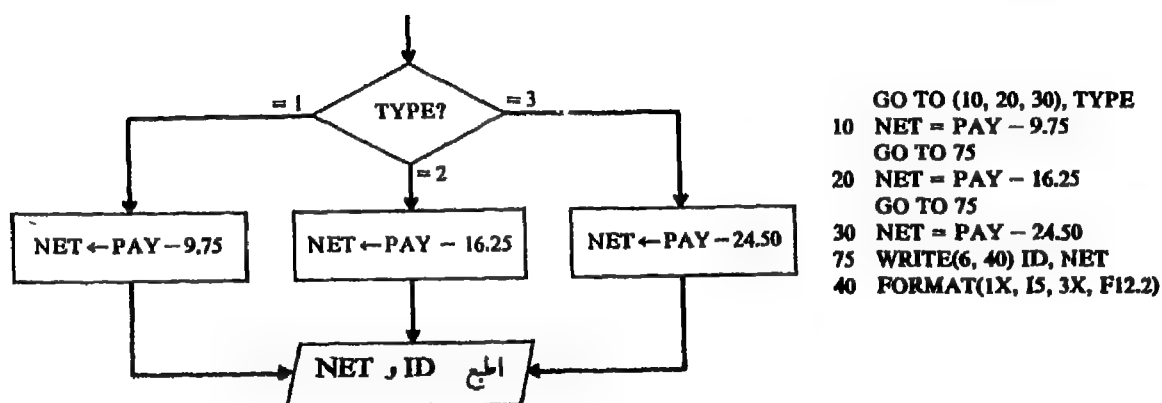 TYPE?
= 1
= 3
= 2
NET←PAY−9.75
NET←PAY − 16.25
NET←PAY−24.50
اطبع ID و NET
GO TO (10, 20, 30), TYPE
10 NET = PAY − 9.75
GO TO 75
20 NET = PAY − 16.25
GO TO 75
30 NET = PAY − 24.50
75 WRITE(6, 40) ID, NET
40 FORMAT(1X, I5, 3X, F12.2)